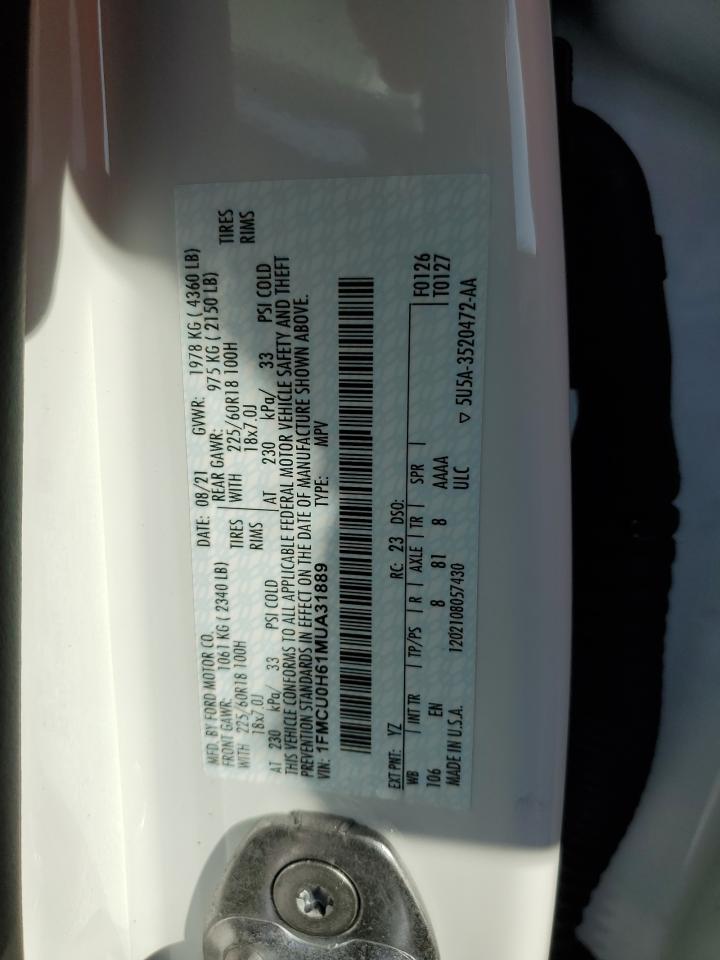 MFD. BY FORD MOTOR CO.
DATE: 08/21 GVWR: 1978 KG ( 4360 LB)
FRONT GAWR: 1061 KG ( 2340 LB) REAR GAWR: 975 KG ( 2150 LB)
WITH 225/60R18 100H TIRES WITH 225/60R18 100H TIRES
18x7.0J RIMS 18x7.0J RIMS
AT 230 kPa/ 33 PSI COLD AT 230 kPa/ 33 PSI COLD
THIS VEHICLE CONFORMS TO ALL APPLICABLE FEDERAL MOTOR VEHICLE SAFETY AND THEFT
PREVENTION STANDARDS IN EFFECT ON THE DATE OF MANUFACTURE SHOWN ABOVE.
VIN: 1FMCU0H61MUA31889 TYPE: MPV
EXT PNT: YZ RC: 23 DSO: F0126
WB INT TR TP/PS R AXLE TR SPR T0127
106 EN 8 81 8 AAAA
MADE IN U.S.A. 1202108057430 ULC ▽ 5U5A-3520472-AA